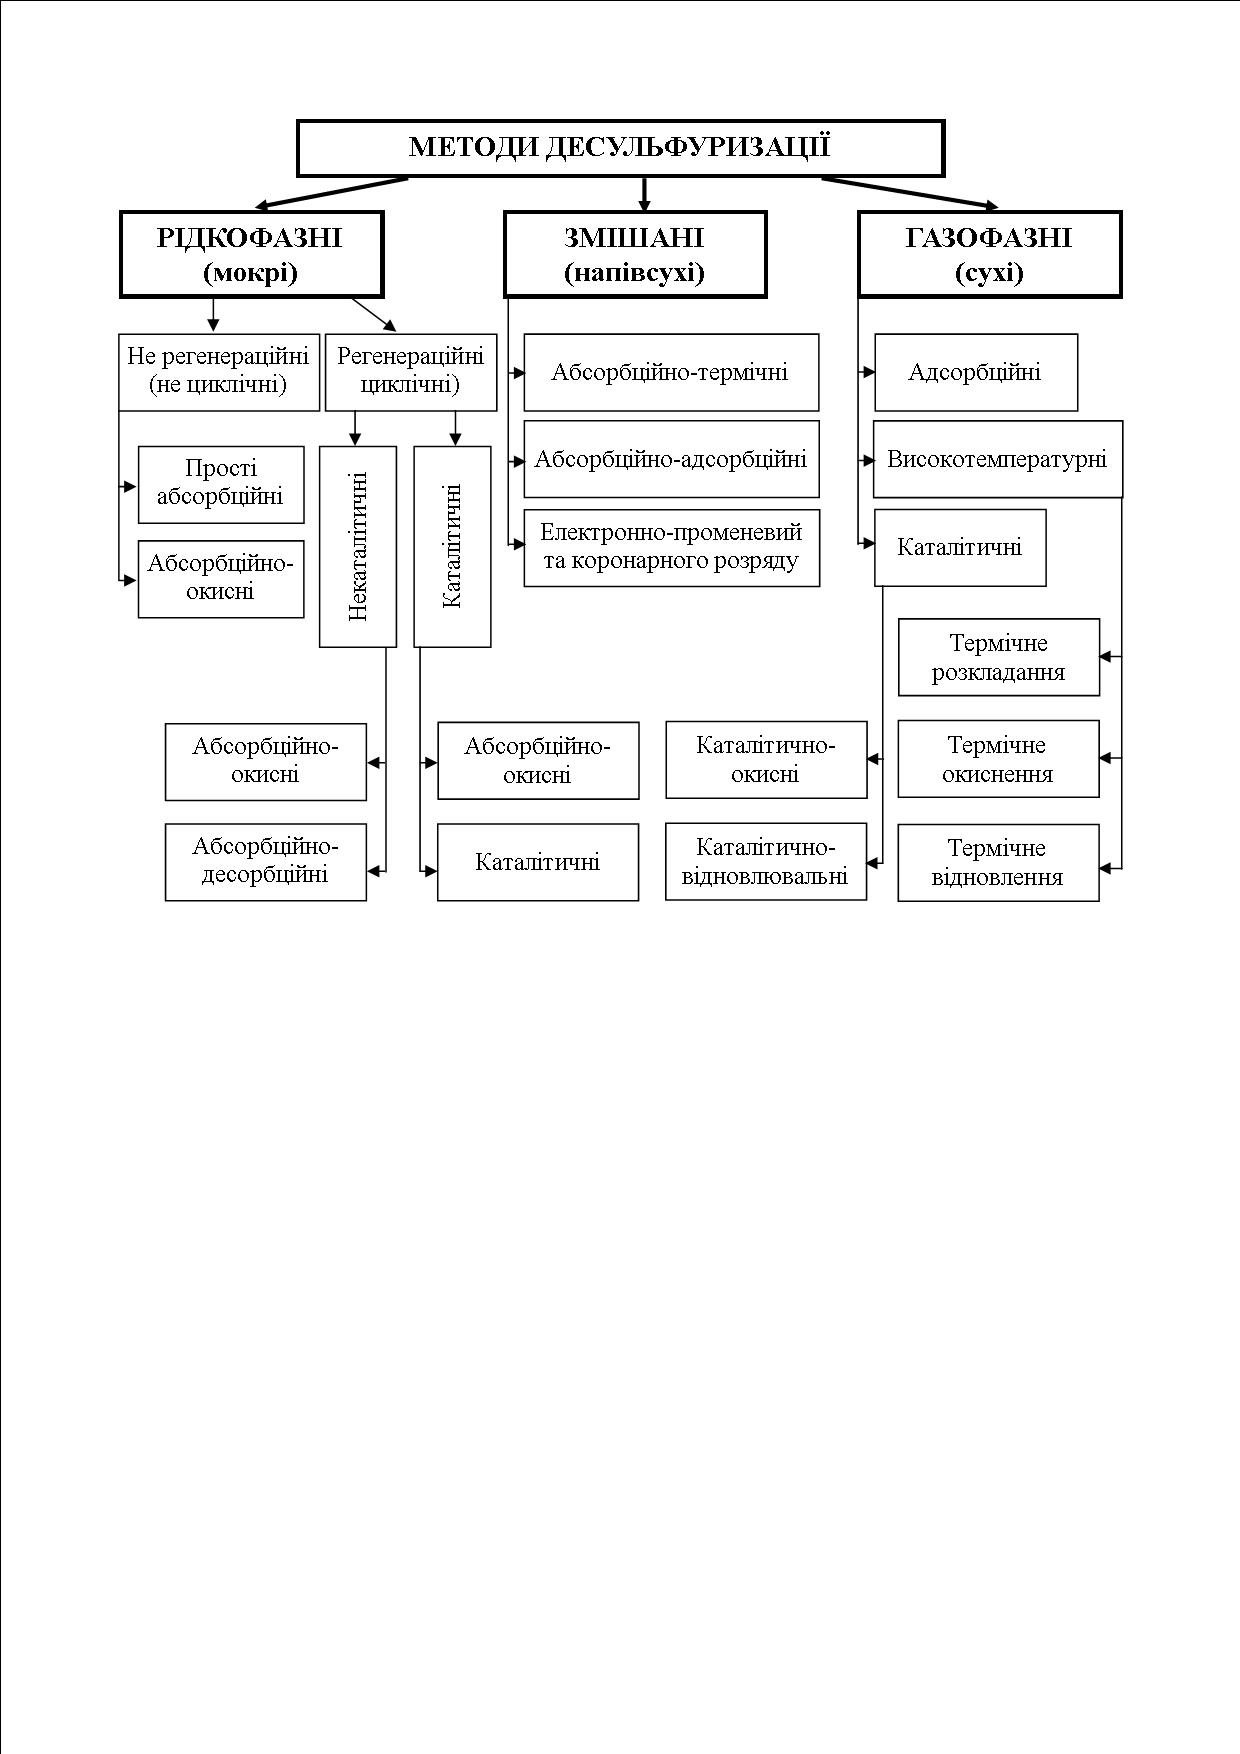 МЕТОДИ ДЕСУЛЬФУРИЗАЦІЇ
РІДКОФАЗНІ
(мокрі)
ЗМІШАНІ
(напівсухі)
ГАЗОФАЗНІ
(сухі)
Не регенераційні
(не циклічні)
Регенераційні
циклічні)
Прості
абсорбційні
Абсорбційно-
окисні
Некаталітичні
Каталітичні
Абсорбційно-
окисні
Абсорбційно-
десорбційні
Абсорбційно-
окисні
Каталітичні
Абсорбційно-термічні
Абсорбційно-адсорбційні
Електронно-променевий
та коронарного розряду
Адсорбційні
Високотемпературні
Каталітичні
Каталітично-
окисні
Каталітично-
відновлювальні
Термічне
розкладання
Термічне
окиснення
Термічне
відновлення